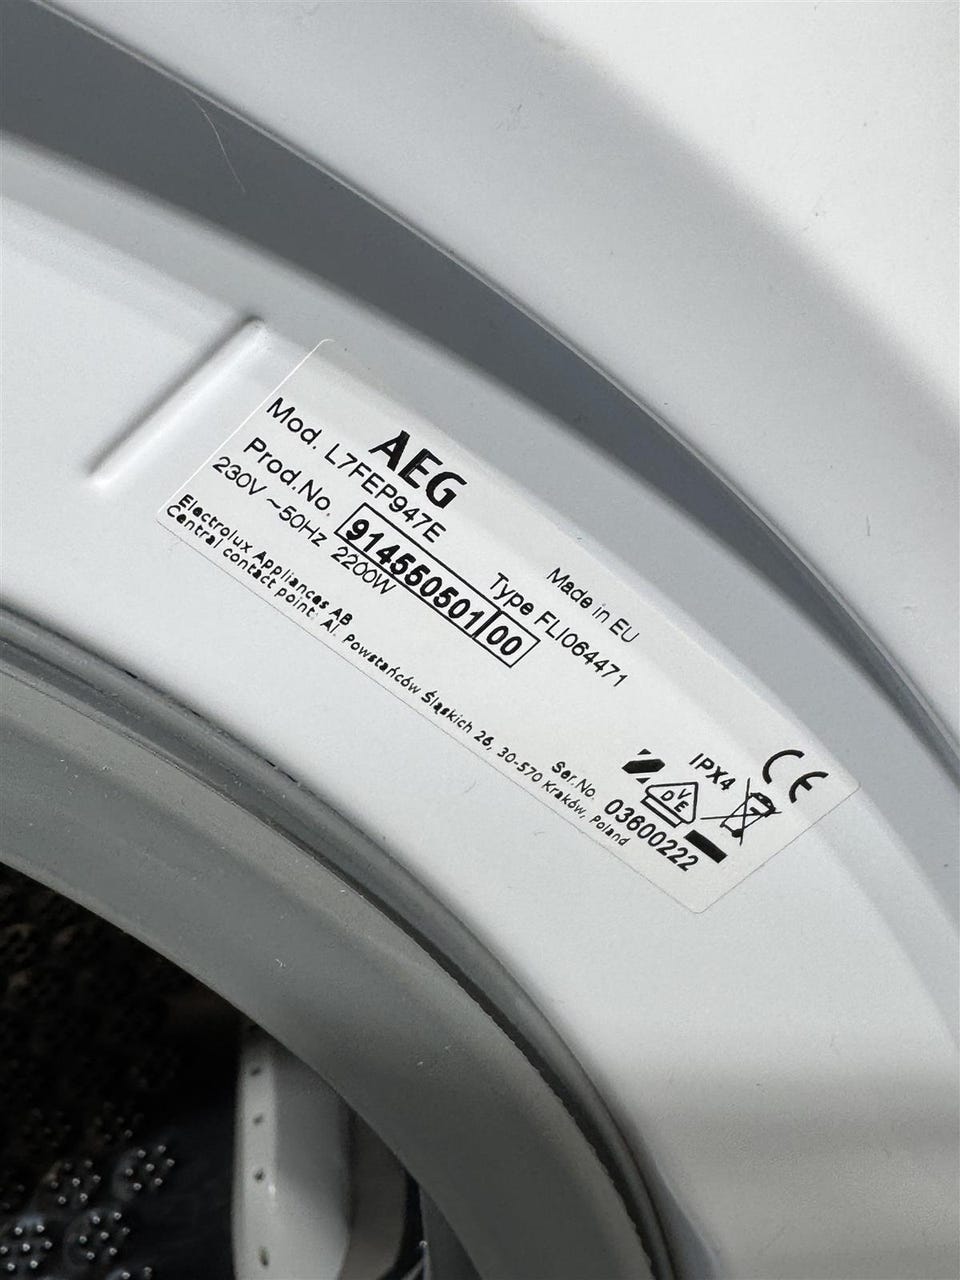 AEG
Mod. L7FEP947E
Made in EU
Prod.No. 914550501 00
Type FLI064471
230V ~50Hz 2200W
Electrolux Appliances AB
Central contact point: Al. Powstańców Śląskich 26, 30-570 Kraków, Poland
Ser.No. 03600222
IPX4
CE
VDE